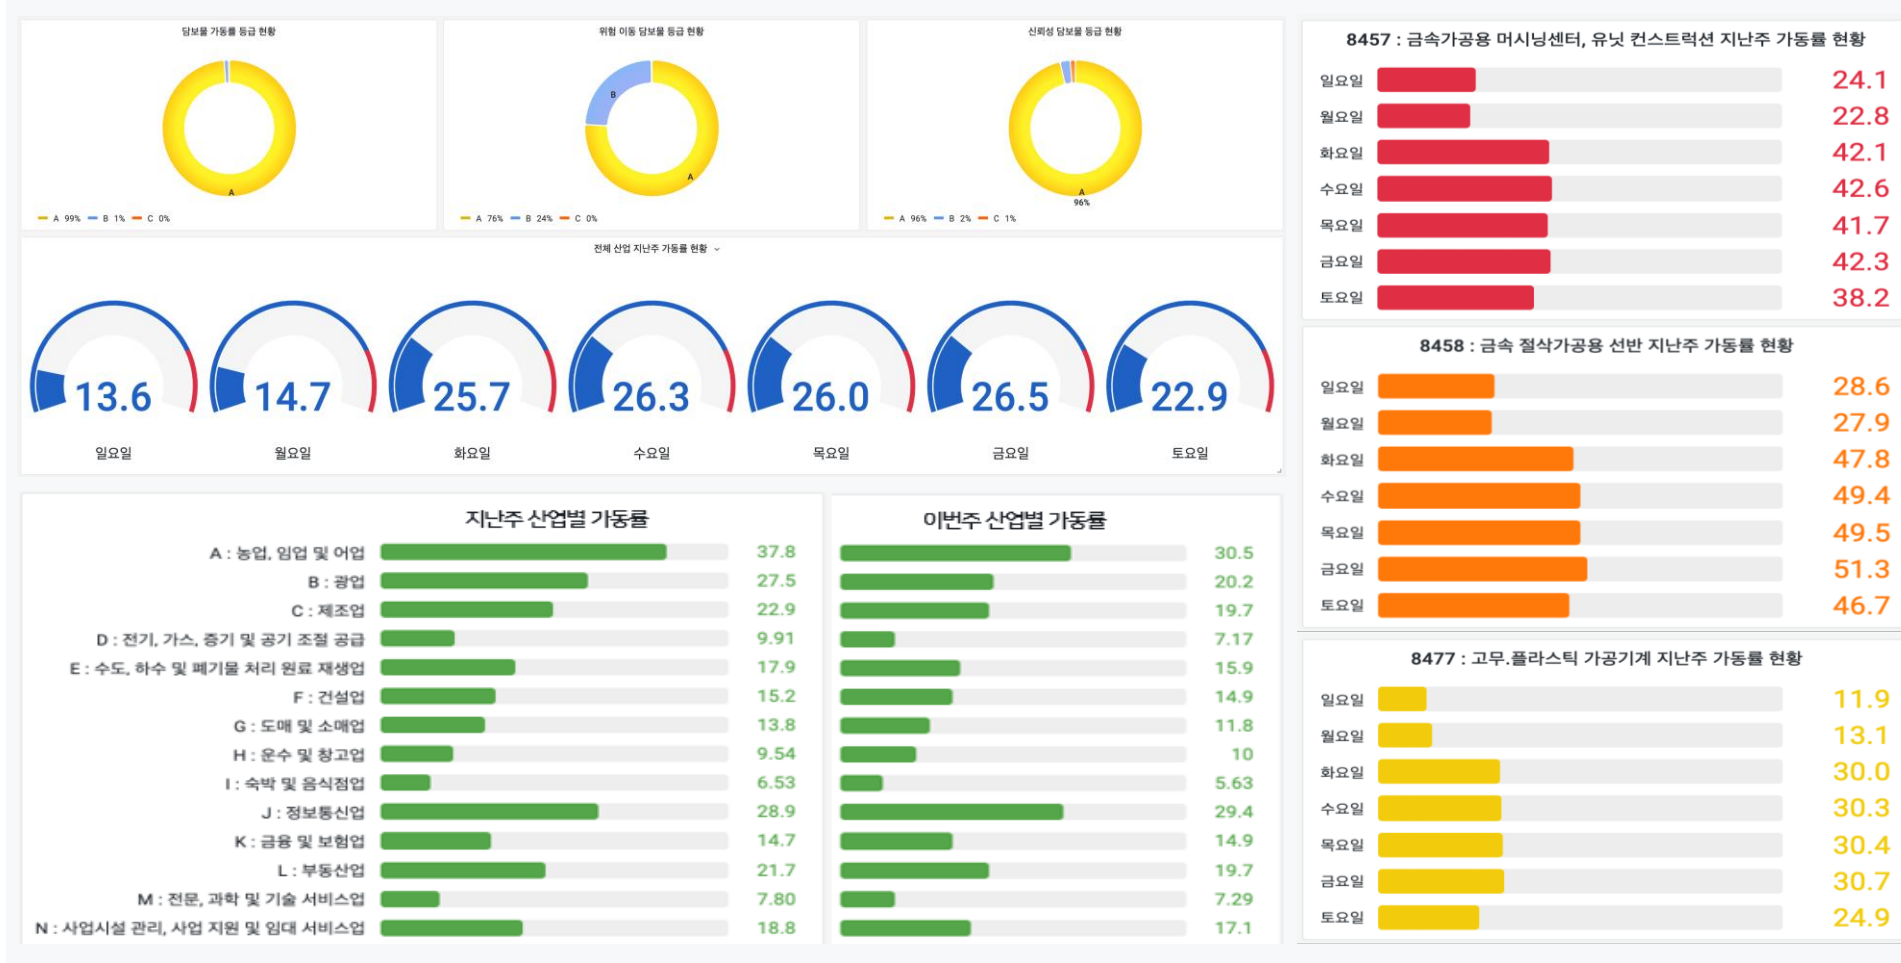 담보물 가동률 등급 현황
A
A 99% B 1% C 0%
위험 이동 담보물 등급 현황
B
A
A 76% B 24% C 0%
신뢰성 담보물 등급 현황
A
96%
A 96% B 2% C 1%
전체 산업 지난주 가동률 현황
13.6 14.7 25.7 26.3 26.0 26.5 22.9
일요일 월요일 화요일 수요일 목요일 금요일 토요일
지난주 산업별 가동률 이번주 산업별 가동률
A : 농업, 임업 및 어업 37.8 30.5
B : 광업 27.5 20.2
C : 제조업 22.9 19.7
D : 전기, 가스, 증기 및 공기 조절 공급 9.91 7.17
E : 수도, 하수 및 폐기물 처리 원료 재생업 17.9 15.9
F : 건설업 15.2 14.9
G : 도매 및 소매업 13.8 11.8
H : 운수 및 창고업 9.54 10
I : 숙박 및 음식점업 6.53 5.63
J : 정보통신업 28.9 29.4
K : 금융 및 보험업 14.7 14.9
L : 부동산업 21.7 19.7
M : 전문, 과학 및 기술 서비스업 7.80 7.29
N : 사업시설 관리, 사업 지원 및 임대 서비스업 18.8 17.1
8457 : 금속가공용 머시닝센터, 유닛 컨스트럭션 지난주 가동률 현황
일요일 24.1
월요일 22.8
화요일 42.1
수요일 42.6
목요일 41.7
금요일 42.3
토요일 38.2
8458 : 금속 절삭가공용 선반 지난주 가동률 현황
일요일 28.6
월요일 27.9
화요일 47.8
수요일 49.4
목요일 49.5
금요일 51.3
토요일 46.7
8477 : 고무.플라스틱 가공기계 지난주 가동률 현황
일요일 11.9
월요일 13.1
화요일 30.0
수요일 30.3
목요일 30.4
금요일 30.7
토요일 24.9